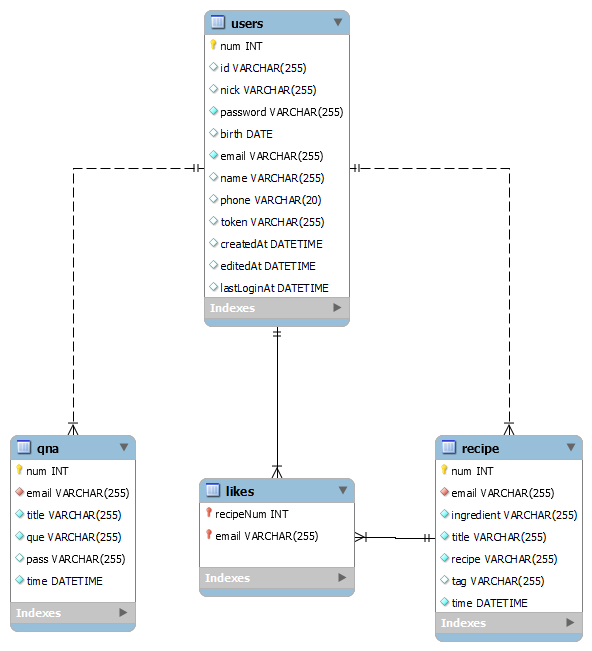 users
num INT
id VARCHAR(255)
nick VARCHAR(255)
password VARCHAR(255)
birth DATE
email VARCHAR(255)
name VARCHAR(255)
phone VARCHAR(20)
token VARCHAR(255)
createdAt DATETIME
editedAt DATETIME
lastLoginAt DATETIME
Indexes
qna
num INT
email VARCHAR(255)
title VARCHAR(255)
que VARCHAR(255)
pass VARCHAR(255)
time DATETIME
Indexes
likes
recipeNum INT
email VARCHAR(255)
Indexes
recipe
num INT
email VARCHAR(255)
ingredient VARCHAR(255)
title VARCHAR(255)
recipe VARCHAR(255)
tag VARCHAR(255)
time DATETIME
Indexes